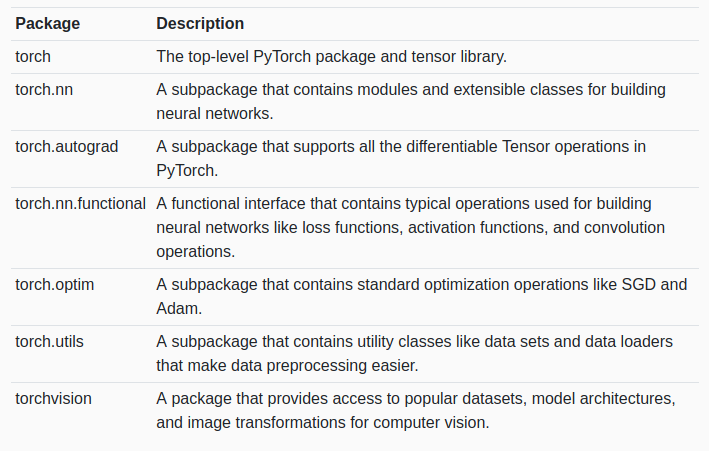 Package Description
torch The top-level PyTorch package and tensor library.
torch.nn A subpackage that contains modules and extensible classes for building
neural networks.
torch.autograd A subpackage that supports all the differentiable Tensor operations in
PyTorch.
torch.nn.functional A functional interface that contains typical operations used for building
neural networks like loss functions, activation functions, and convolution
operations.
torch.optim A subpackage that contains standard optimization operations like SGD and
Adam.
torch.utils A subpackage that contains utility classes like data sets and data loaders
that make data preprocessing easier.
torchvision A package that provides access to popular datasets, model architectures,
and image transformations for computer vision.